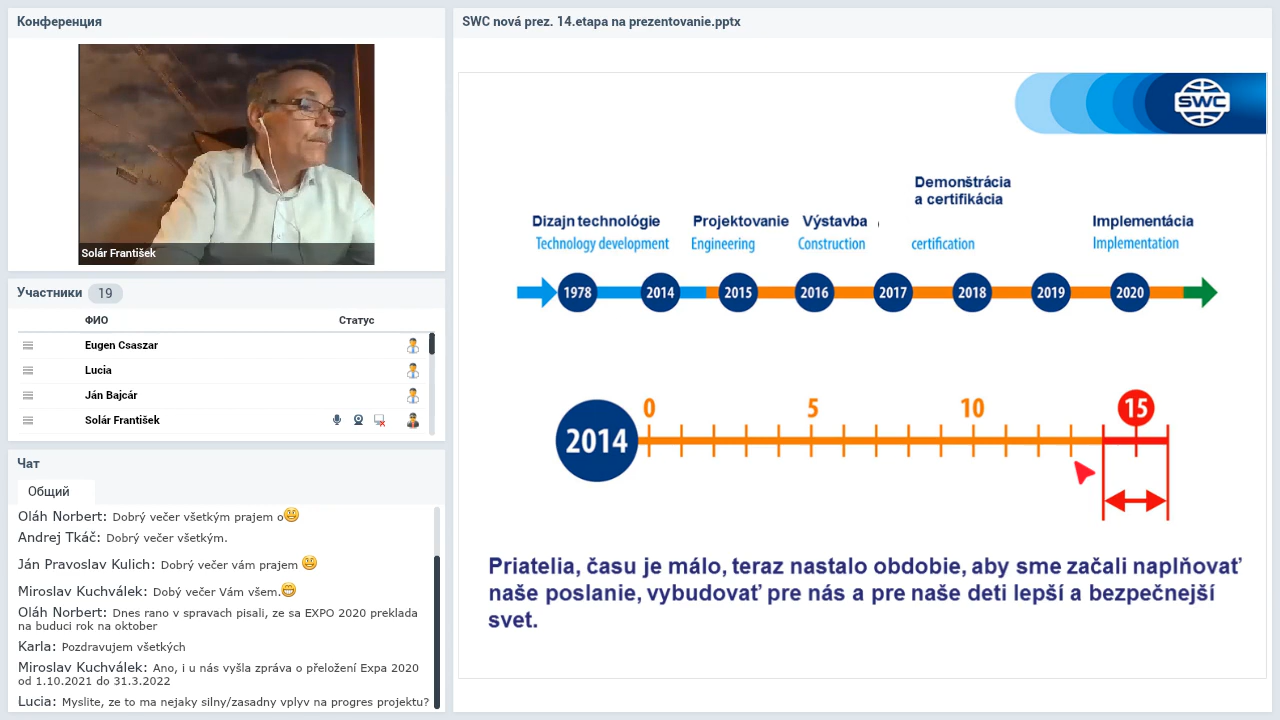 Конференция
Solár František
Участники 19
ФИО Статус
Eugen Csaszar
Lucia
Ján Bajcár
Solár František
Чат
Общий
Oláh Norbert: Dobrý večer všetkým prajem o
Andrej Tkáč: Dobrý večer všetkým.
Ján Pravoslav Kulich: Dobrý večer vám prajem
Miroslav Kuchválek: Dobý večer Vám všem.
Oláh Norbert: Dnes rano v spravach pisali, ze sa EXPO 2020 preklada
na buduci rok na oktober
Karla: Pozdravujem všetkých
Miroslav Kuchválek: Ano, i u nás vyšla zpráva o přeložení Expa 2020
od 1.10.2021 do 31.3.2022
Lucia: Myslite, ze to ma nejaky silny/zasadny vplyv na progres projektu?
SWC nová prez. 14.etapa na prezentovanie.pptx
SWC
Demonštrácia
a certifikácia
Dizajn technológie Projektovanie Výstavba , Implementácia
Technology development Engineering Construction certification Implementation
1978 2014 2015 2016 2017 2018 2019 2020
0 5 10 15
2014
Priatelia, času je málo, teraz nastalo obdobie, aby sme začali naplňovať
naše poslanie, vybudovať pre nás a pre naše deti lepší a bezpečnejší
svet.